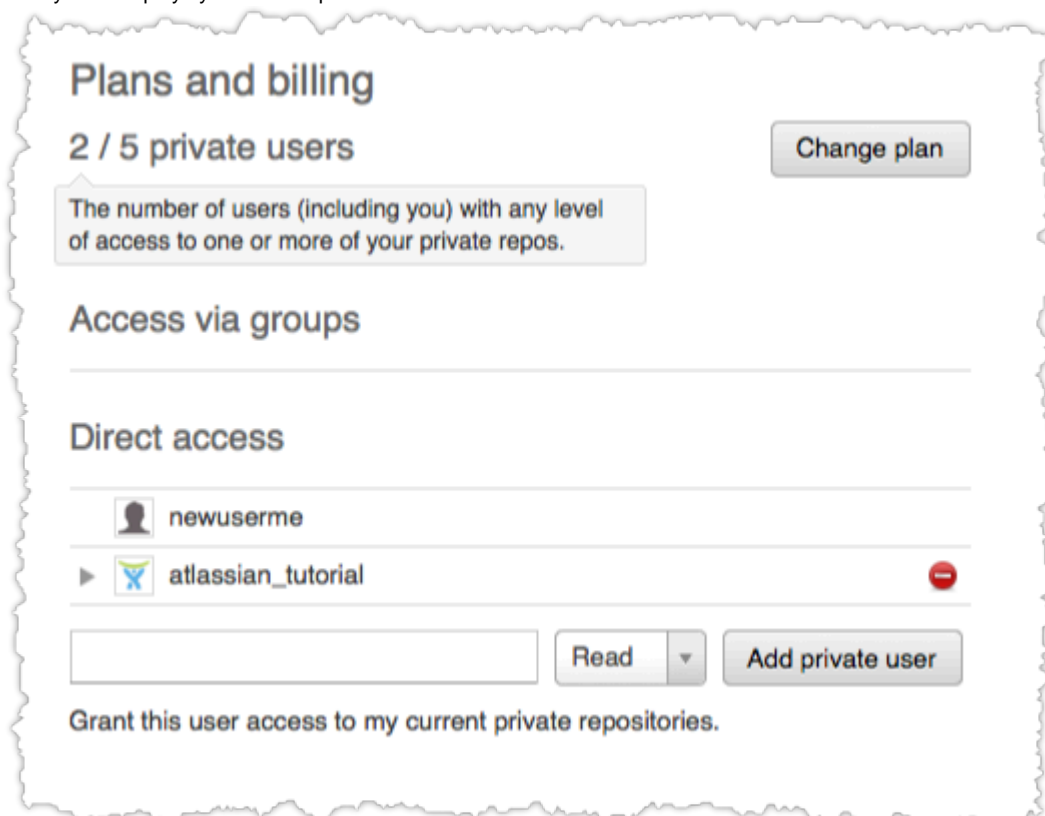 Plans and billing
2 / 5 private users
Change plan
The number of users (including you) with any level
of access to one or more of your private repos.
Access via groups
Direct access
newuserme
atlassian_tutorial
Read
Add private user
Grant this user access to my current private repositories.